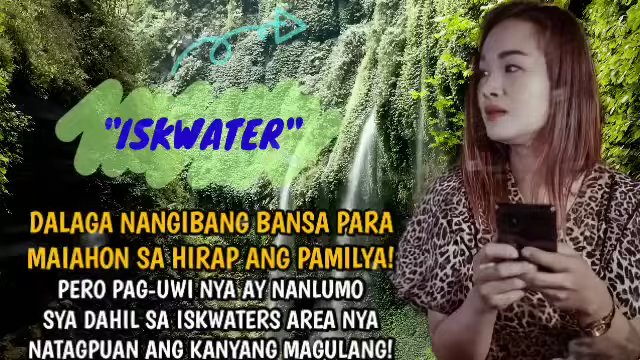 "ISKWATER"
DALAGA NANGIBANG BANSA PARA
MAIAHON SA HIRAP ANG PAMILYA!
PERO PAG-UWI NYA AY NANLUMO
SYA DAHIL SA ISKWATERS AREA NYA
NATAGPUAN ANG KANYANG MAGULANG!